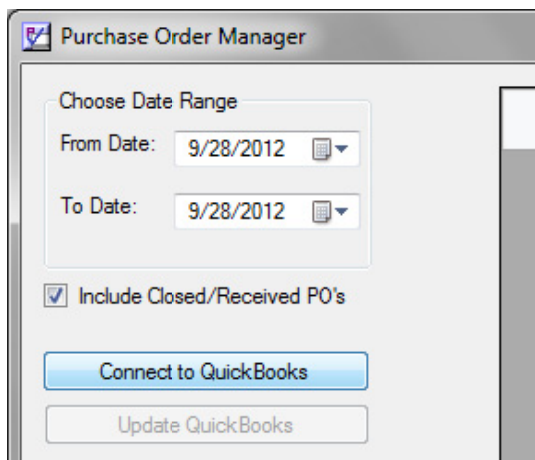 Purchase Order Manager
Choose Date Range
From Date: 9/28/2012
To Date: 9/28/2012
Include Closed/Received PO's
Connect to QuickBooks
Update QuickBooks